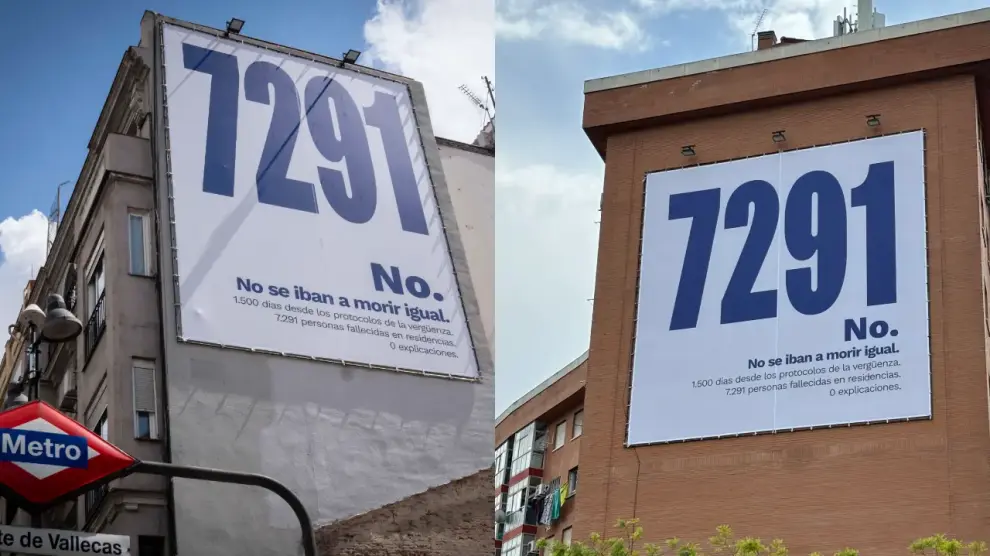 7291
No.
No se iban a morir igual.
1.500 días desde los protocolos de la vergüenza.
7.291 personas fallecidas en residencias.
0 explicaciones.
Metro
te de Vallecas
7291
No.
No se iban a morir igual.
1.500 días desde los protocolos de la vergüenza.
7.291 personas fallecidas en residencias.
0 explicaciones.